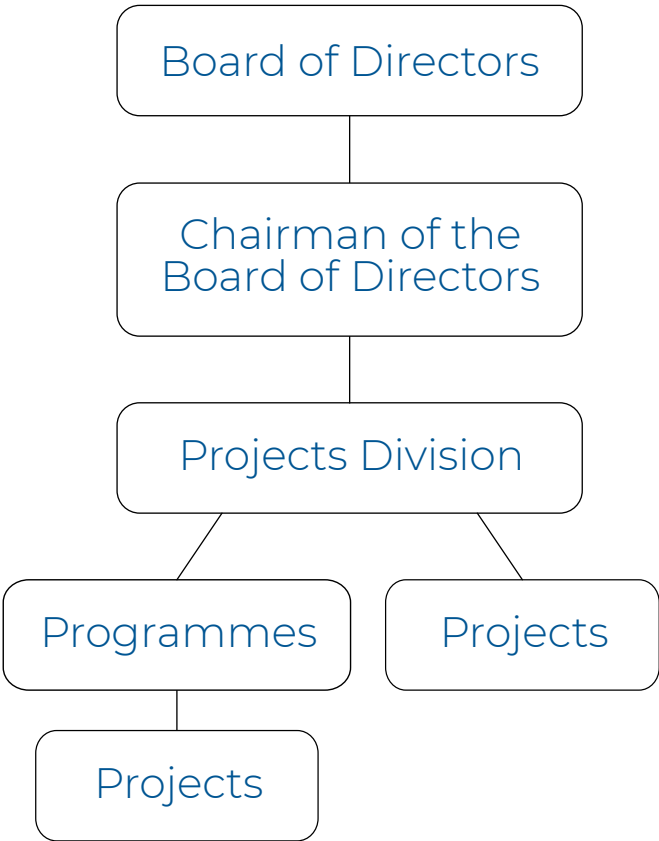 Board of Directors
Chairman of the
Board of Directors
Projects Division
Programmes
Projects
Projects